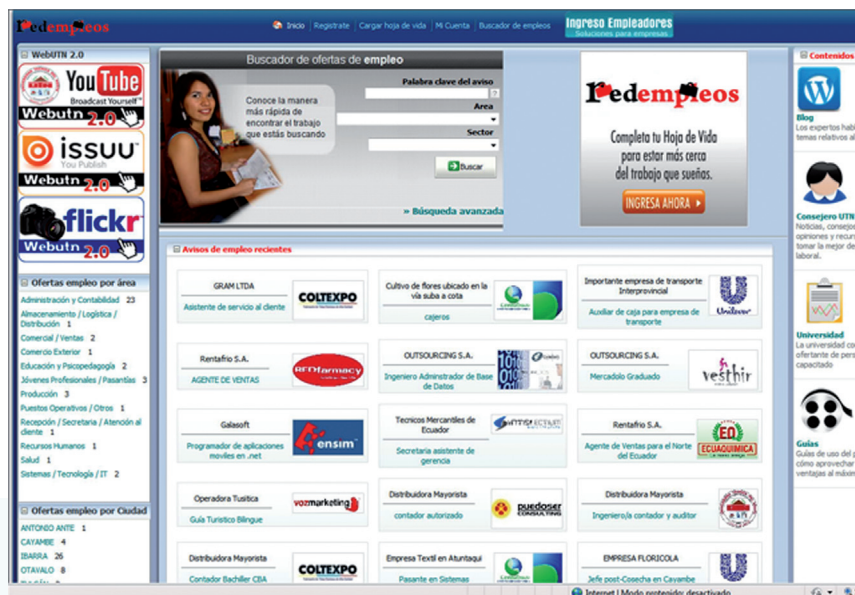 Redempleos
Inicio | Registrate | Cargar hoja de vida | Mi Cuenta | Buscador de empleos
Ingreso Empleadores
Soluciones para empresas
WebUTN 2.0
You Tube
Broadcast Yourself
Webutn 2.0
issuu
You Publish
Webutn 2.0
flickr
Webutn 2.0
Ofertas empleo por área
Administración y Contabilidad 23
Almacenamiento / Logística /
Distribución 1
Comercial / Ventas 2
Comercio Exterior 1
Educación y Psicopedagogía 2
Jóvenes Profesionales / Pasantías 3
Producción 3
Puestos Operativos / Otros 1
Recepción / Secretaria / Atención al
cliente 1
Recursos Humanos 1
Salud 1
Sistemas / Tecnología / IT 2
Ofertas empleo por Ciudad
ANTONIO ANTE 1
CAYAMBE 4
IBARRA 26
OTAVALO 8
Buscador de ofertas de empleo
Conoce la manera
más rápida de
encontrar el trabajo
que estás buscando
Palabra clave del aviso
?
Area
Sector
Buscar
» Búsqueda avanzada
Redempleos
Completa tu Hoja de Vida
para estar más cerca
del trabajo que sueñas.
INGRESA AHORA
Avisos de empleo recientes
GRAM LTDA
Asistente de servicio al cliente
COLTEXPO
Cultivo de flores ubicado en la
vía suba a cota
cajeros
Importante empresa de transporte
Interprovincial
Auxiliar de caja para empresa de
transporte
Unilever
Rentafrio S.A.
AGENTE DE VENTAS
REDfarmacy
OUTSOURCING S.A.
Ingeniero Adminstrador de Base
de Datos
OUTSOURCING S.A.
Mercadolo Graduado
vesthir
Galasoft
Programador de aplicaciones
moviles en .net
ensim
Tecnicos Mercantiles de
Ecuador
Secretaria asistente de
gerencia
Rentafrio S.A.
Agente de Ventas para el Norte
del Ecuador
EQ
ECUAQUIMICA
Operadora Tusitica
Guía Turistico Bilingue
vozmarketing
Distribuidora Mayorista
contador autorizado
puedoser
CONSULTING
Distribuidora Mayorista
Ingeniero/a contador y auditor
Distribuidora Mayorista
Contador Bachiller CBA
COLTEXPO
Empresa Textil en Atuntaqui
Pasante en Sistemas
EMPRESA FLORICOLA
Jefe post-Cosecha en Cayambe
Contenidos
Blog
Los expertos
temas relativos
Consejero UTN
Noticias,
opiniones y
tomar la mejor
laboral.
Universidad
La universidad
ofertante de
capacitado
Guías
Guías de uso del
cómo aprovechar
ventajas al
Internet | Modo protegido: desactivado